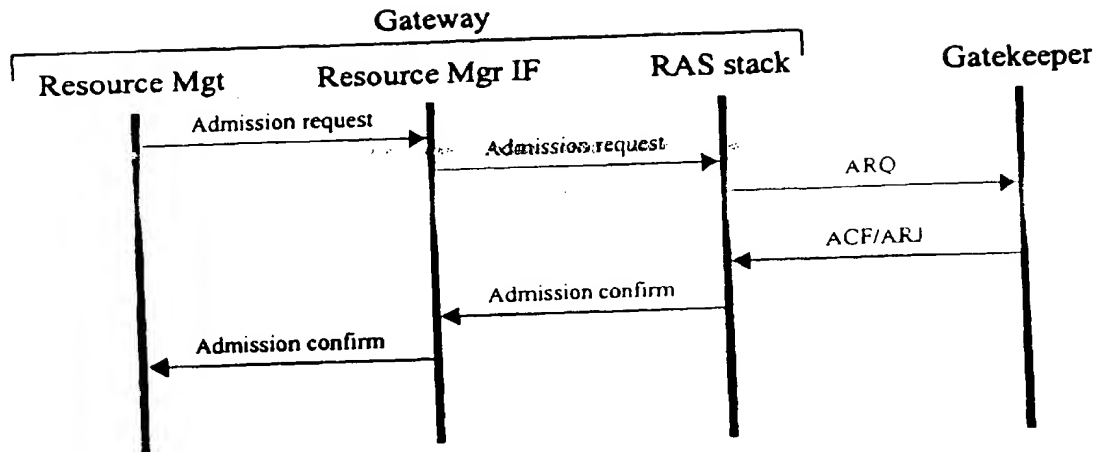 Gateway
Resource Mgt
Resource Mgr IF
RAS stack
Gatekeeper
Admission request
Admission request
ARQ
ACF/ARJ
Admission confirm
Admission confirm